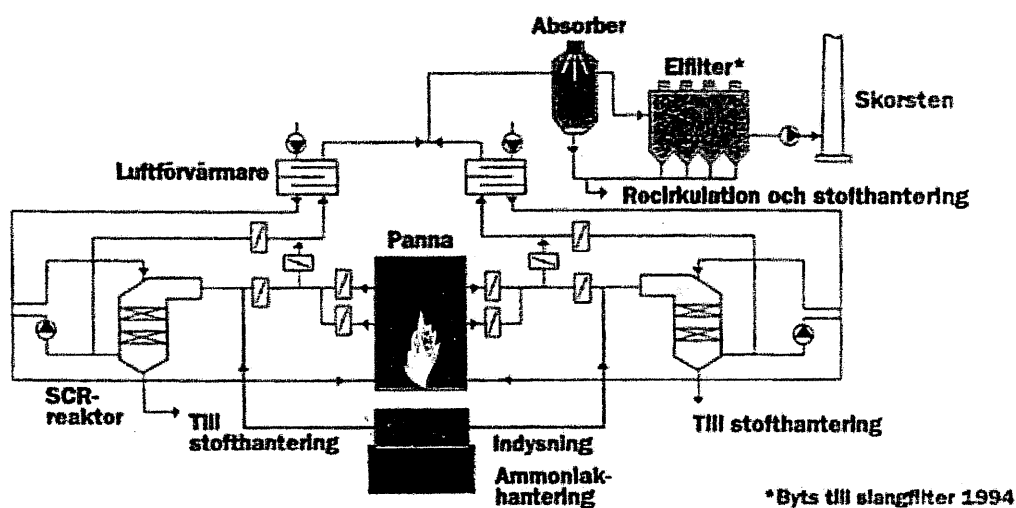 Absorber
Elfilter*
Skorsten
Luftförvärmare
Recirkulation och stofthantering
Panna
SCR-
reaktor
Till
stofthantering
Indysning
Till stofthantering
Ammoniak-
hantering
*Byts till slangfilter 1994